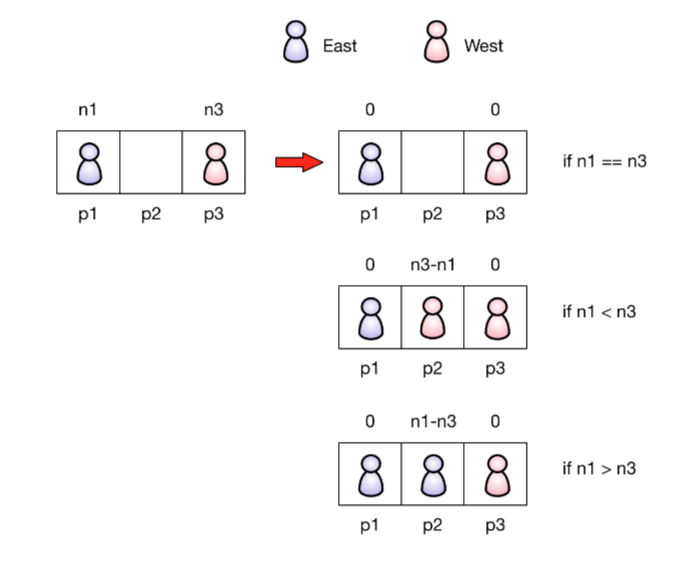 East West
n1 n3 0 0
if n1 == n3
p1 p2 p3 p1 p2 p3
0 n3-n1 0
if n1 < n3
p1 p2 p3
0 n1-n3 0
if n1 > n3
p1 p2 p3